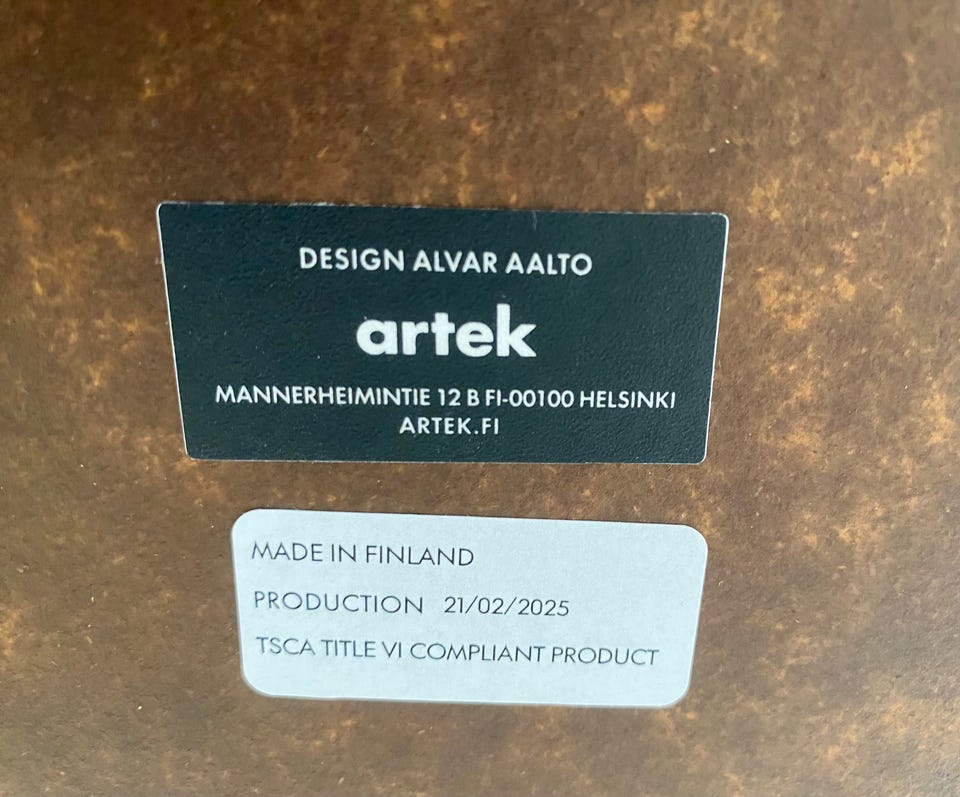 DESIGN ALVAR AALTO
artek
MANNERHEIMINTIE 12 B FI-00100 HELSINKI
ARTEK.FI
MADE IN FINLAND
PRODUCTION 21/02/2025
TSCA TITLE VI COMPLIANT PRODUCT